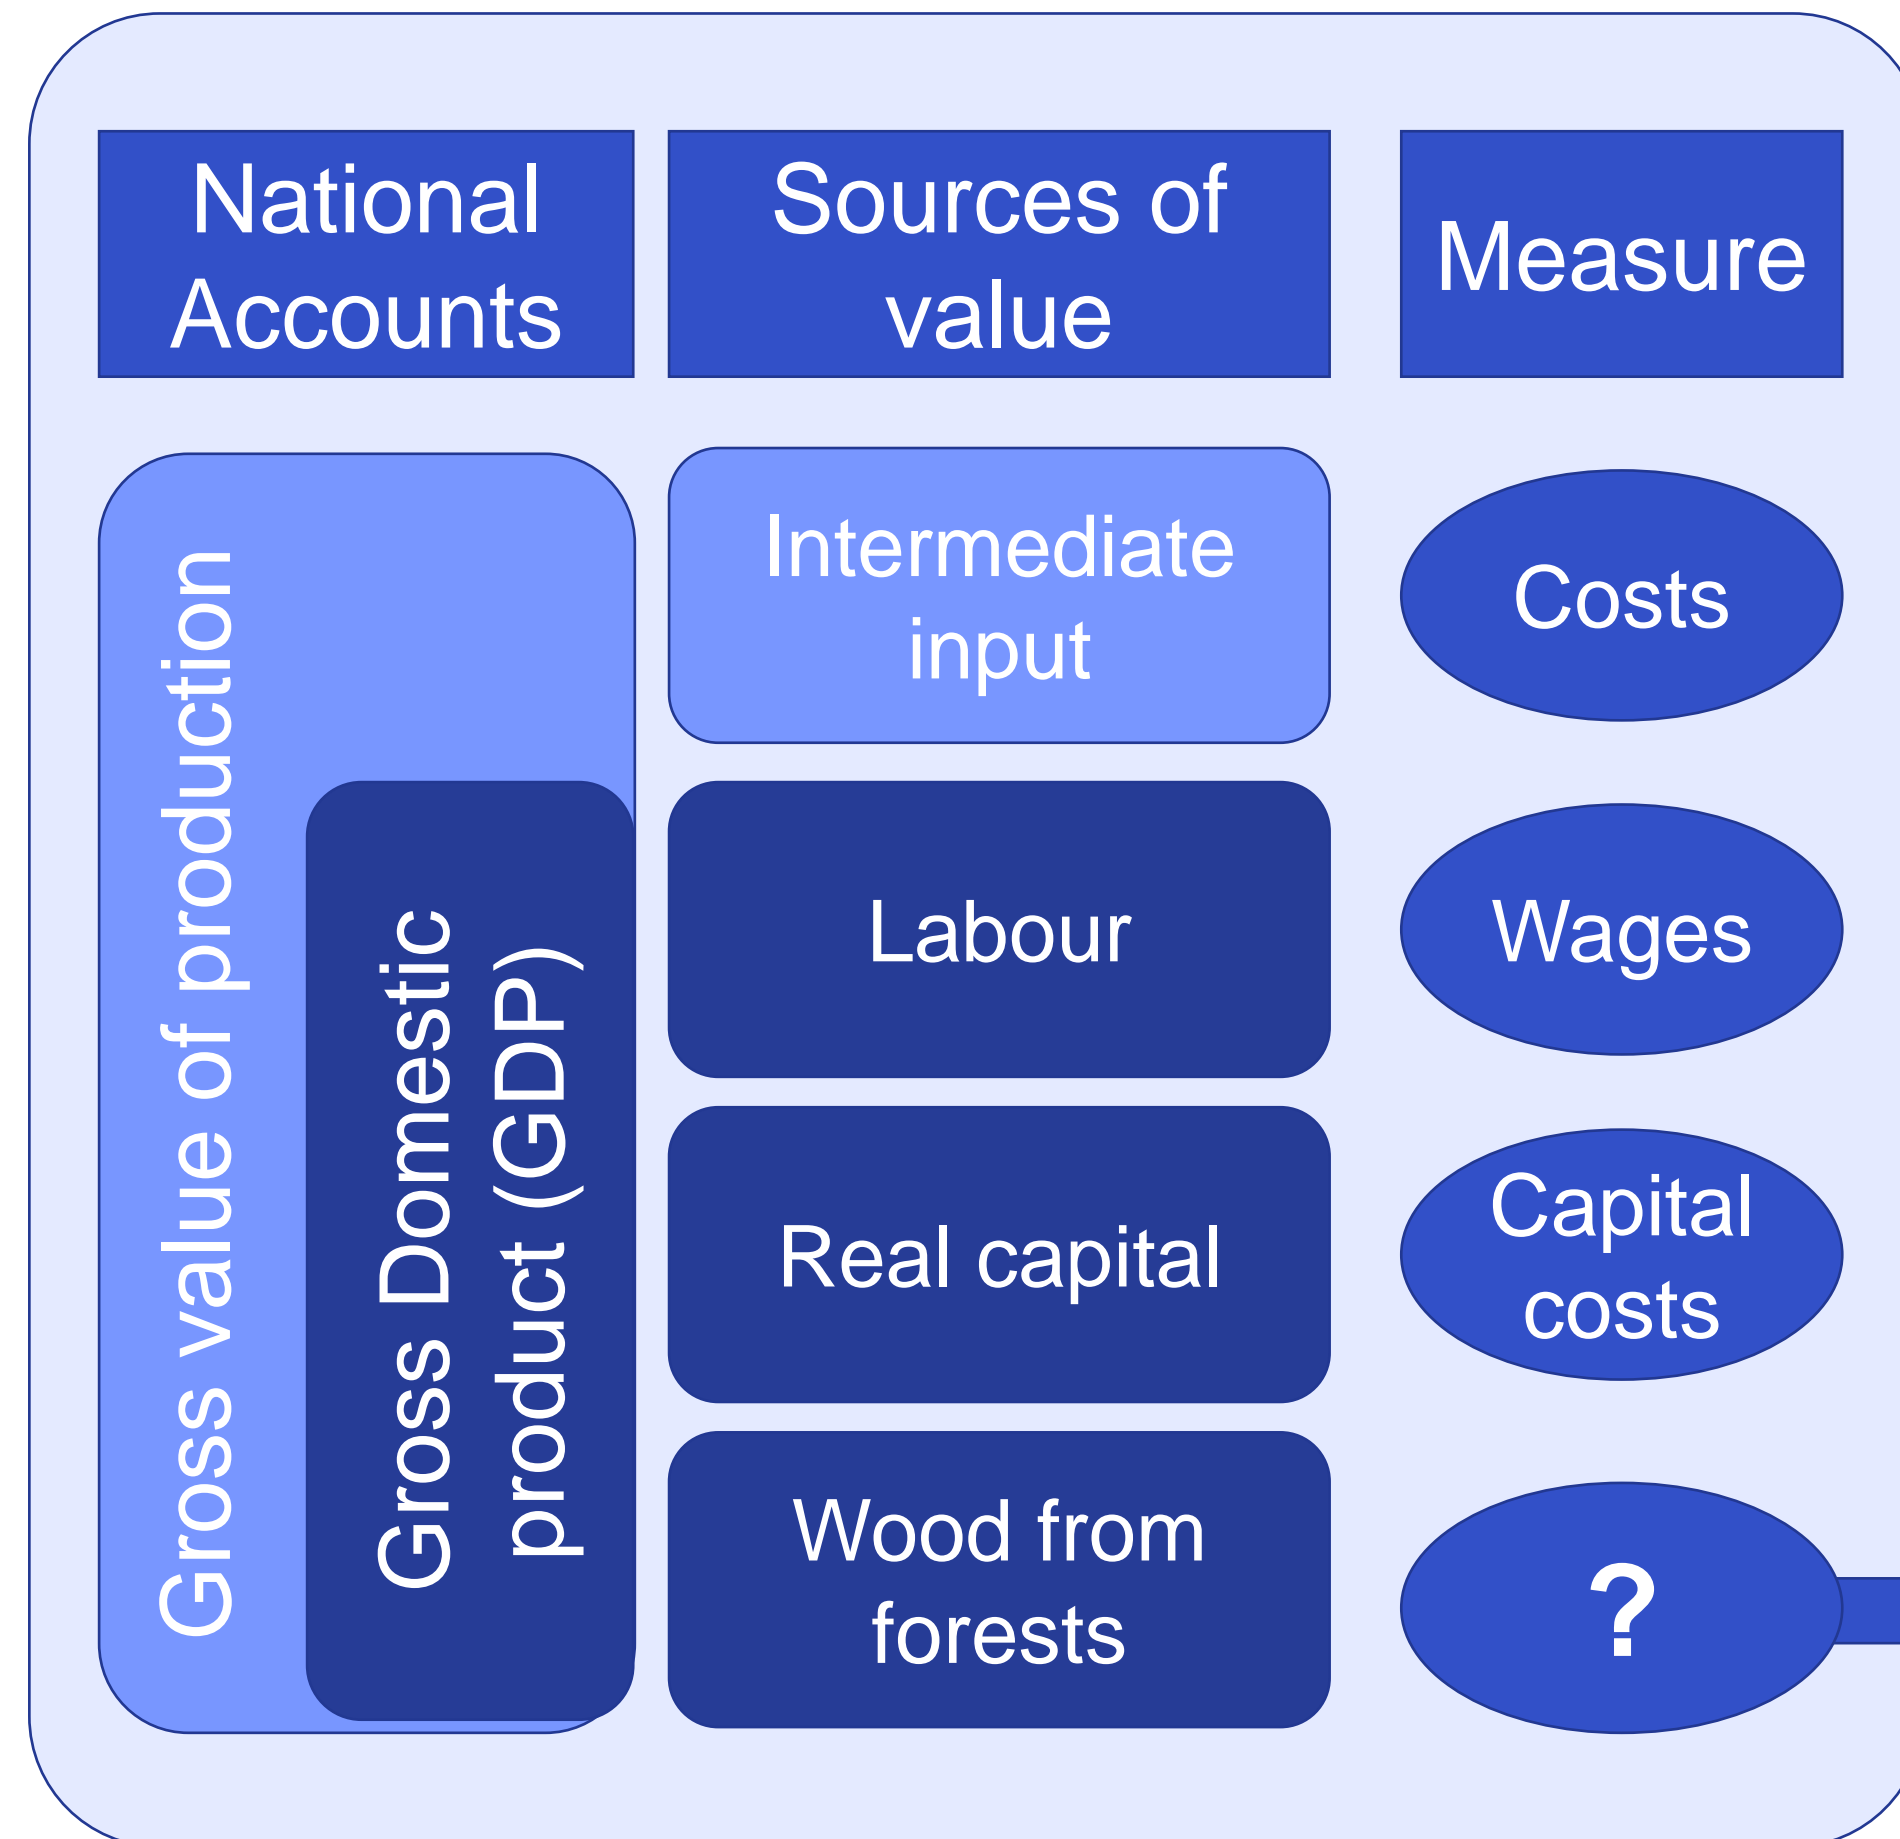 National
Accounts
Sources of
value
Measure
Gross value of production
Gross Domestic
product (GDP)
Intermediate
input
Costs
Labour
Wages
Real capital
Capital
costs
Wood from
forests
?